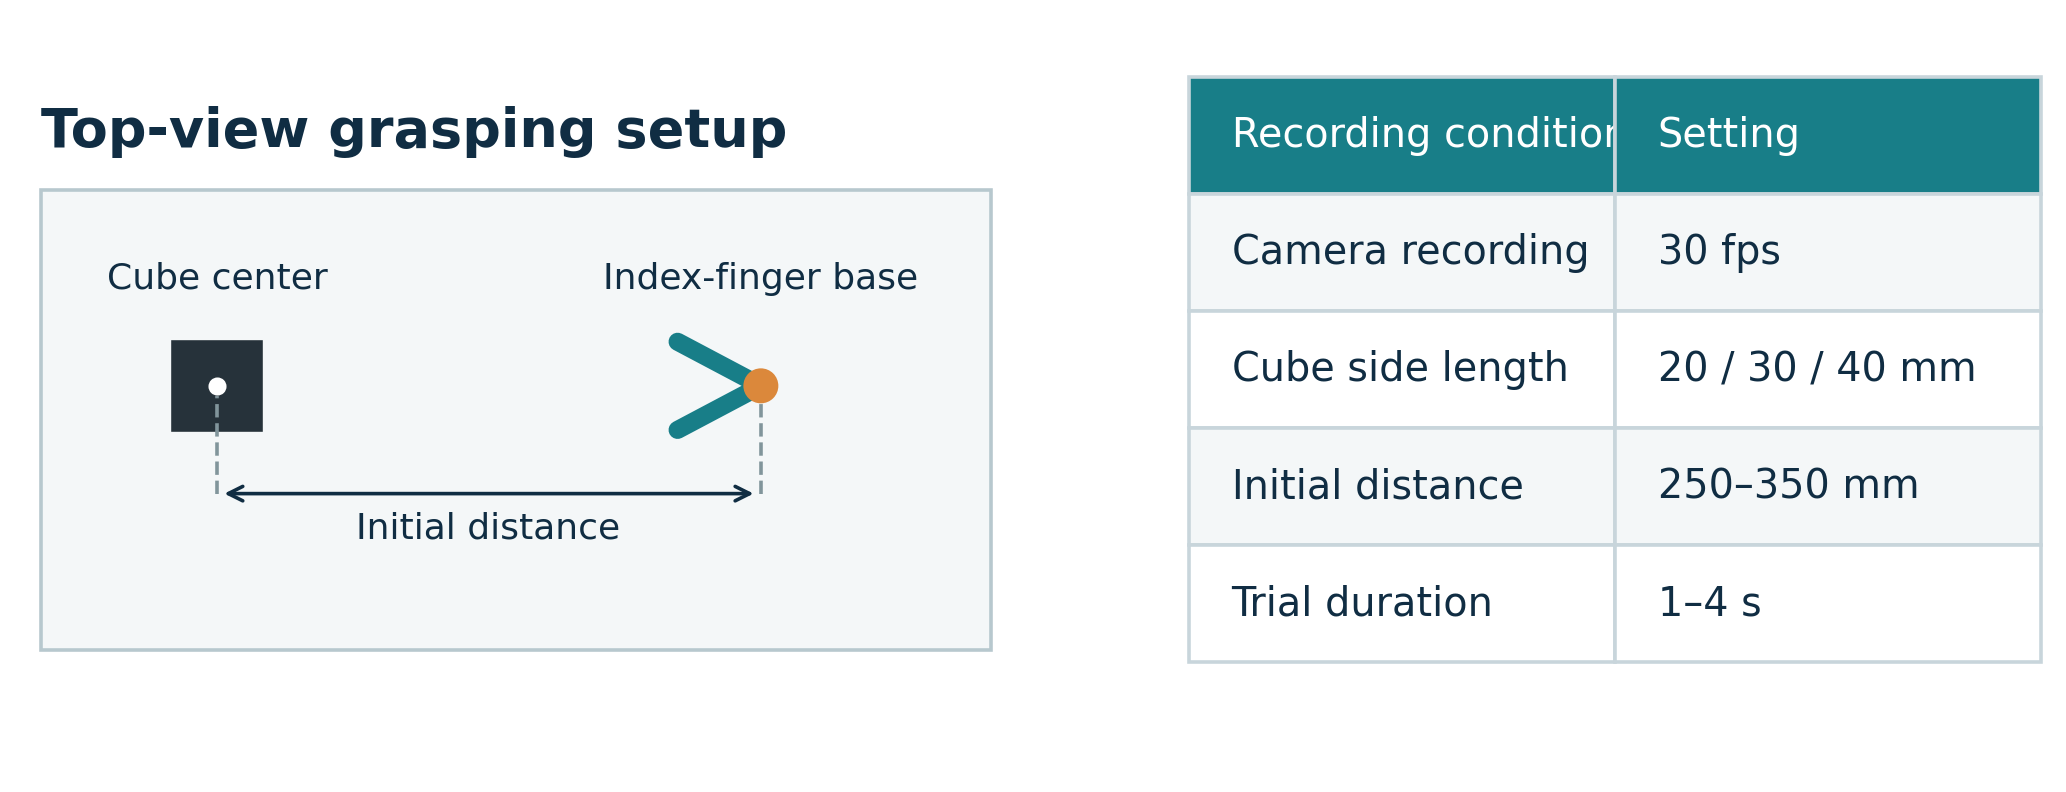 Top-view grasping setup
Cube center
Index-finger base
Initial distance
Recording condition Setting
Camera recording 30 fps
Cube side length 20 / 30 / 40 mm
Initial distance 250–350 mm
Trial duration 1–4 s